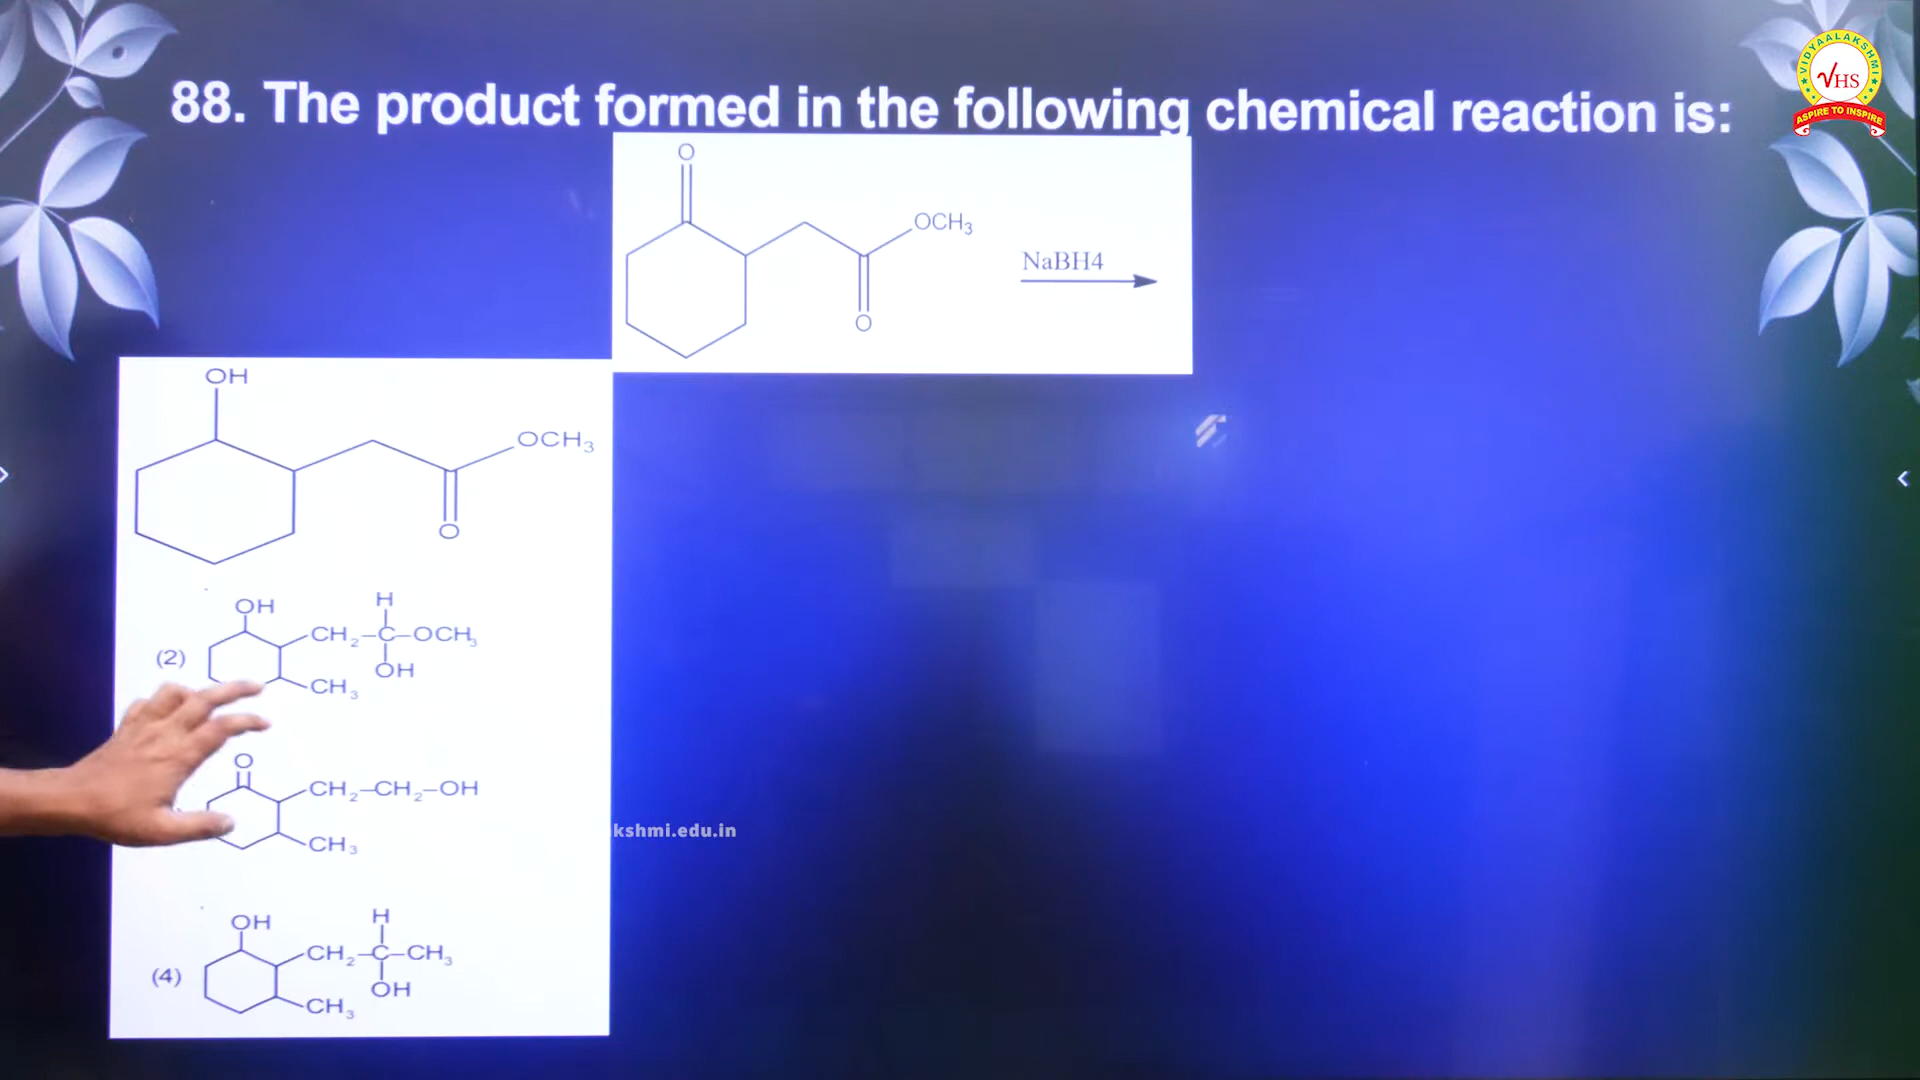 88. The product formed in the following chemical reaction is:
VIDYAALAKSHMI
VHS
ASPIRE TO INSPIRE
O
OCH3
NaBH4
O
OH
OCH3
O
OH
H
CH2-C-OCH3
(2)
OH
CH3
O
CH2-CH2-OH
CH3
kshmi.edu.in
OH
H
CH2-C-CH3
(4)
OH
CH3